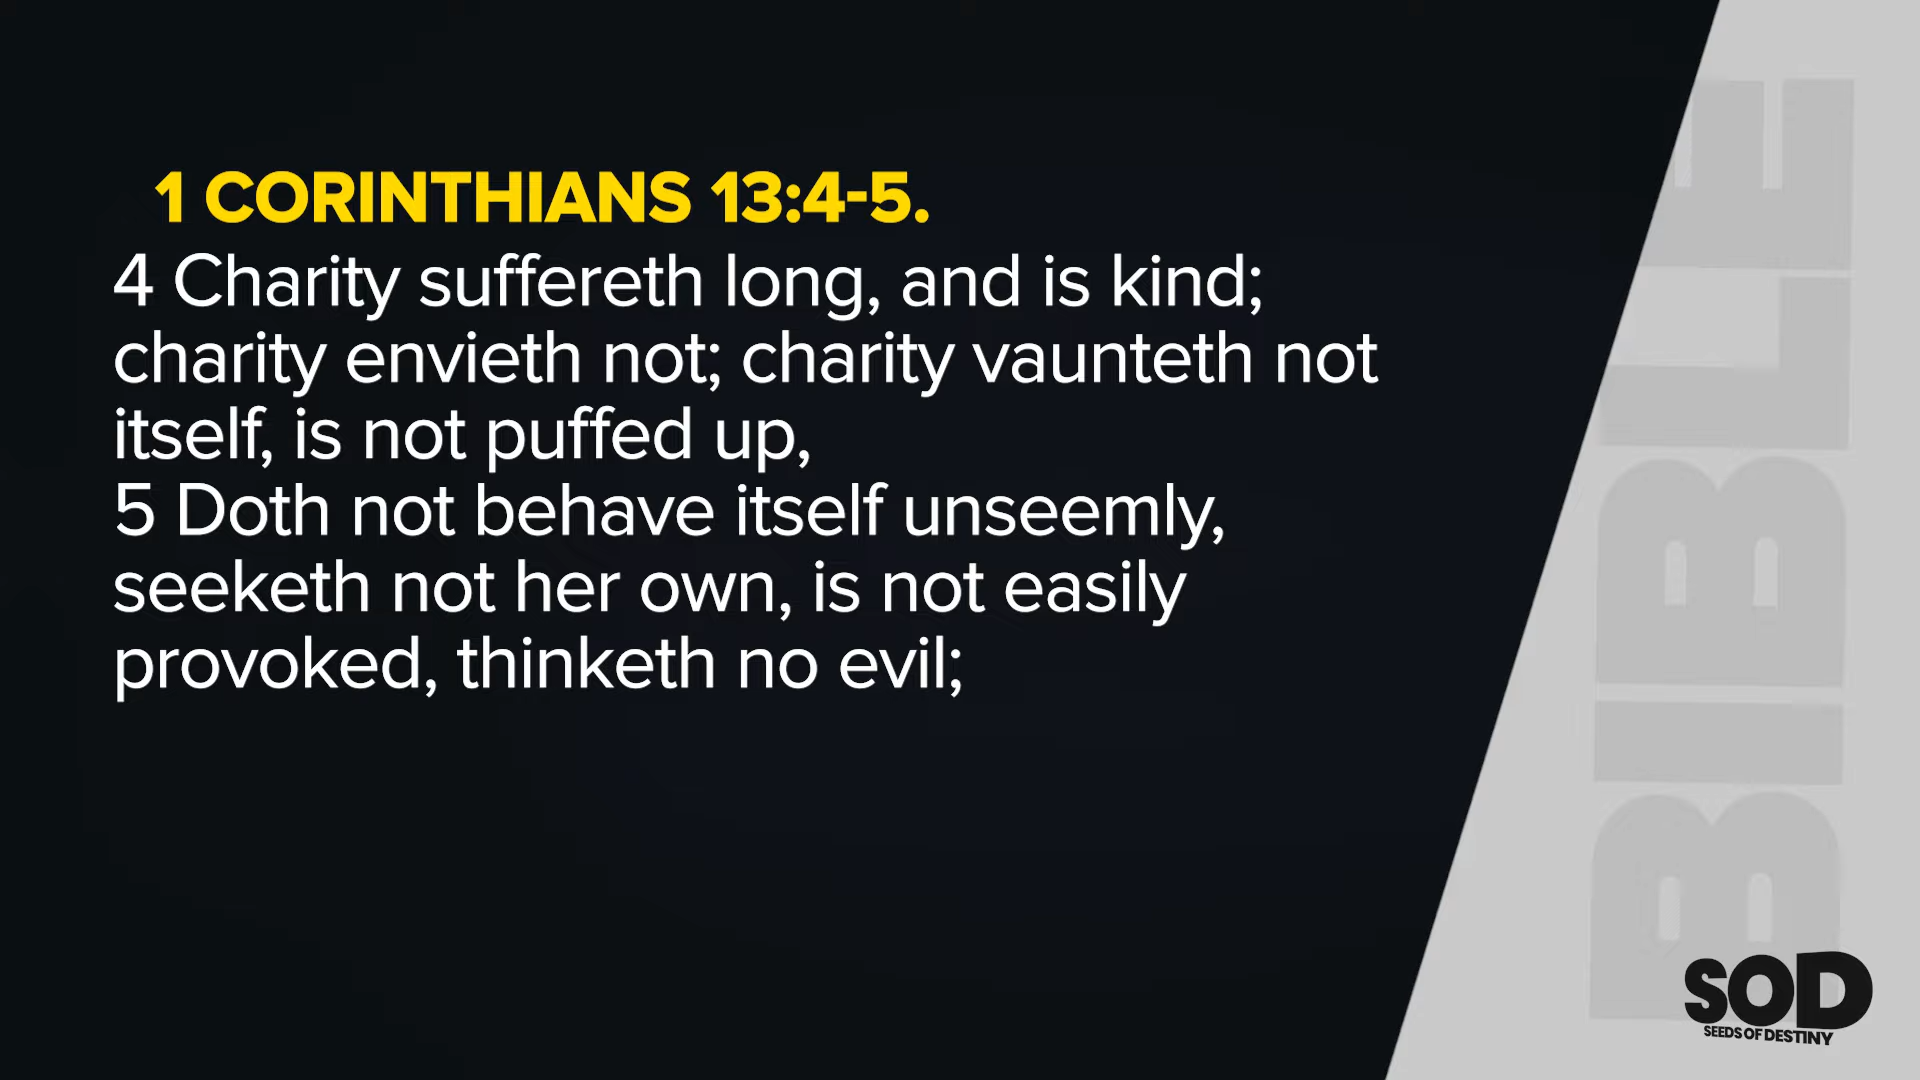 1 CORINTHIANS 13:4-5.
4 Charity suffereth long, and is kind;
charity envieth not; charity vaunteth not
itself, is not puffed up,
5 Doth not behave itself unseemly,
seeketh not her own, is not easily
provoked, thinketh no evil;
BIBLE
SOD
SEEDS OF DESTINY